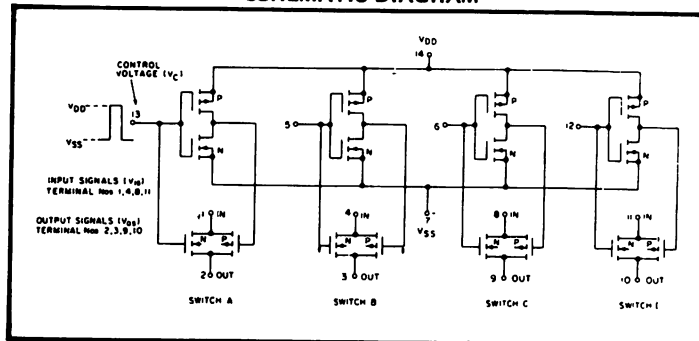 SCHEMATIC DIAGRAM
VDD
14
CONTROL
VOLTAGE (VC)
VDD
13
VSS
P
N
5
P
N
6
P
N
12
P
N
INPUT SIGNALS (VIS)
TERMINAL Nos 1,4,8,11
OUTPUT SIGNALS (VOS)
TERMINAL Nos 2,3,9,10
7
VSS
1 IN
4 IN
8 IN
11 IN
N P
N P
N P
N P
2 OUT
3 OUT
9 OUT
10 OUT
SWITCH A
SWITCH B
SWITCH C
SWITCH